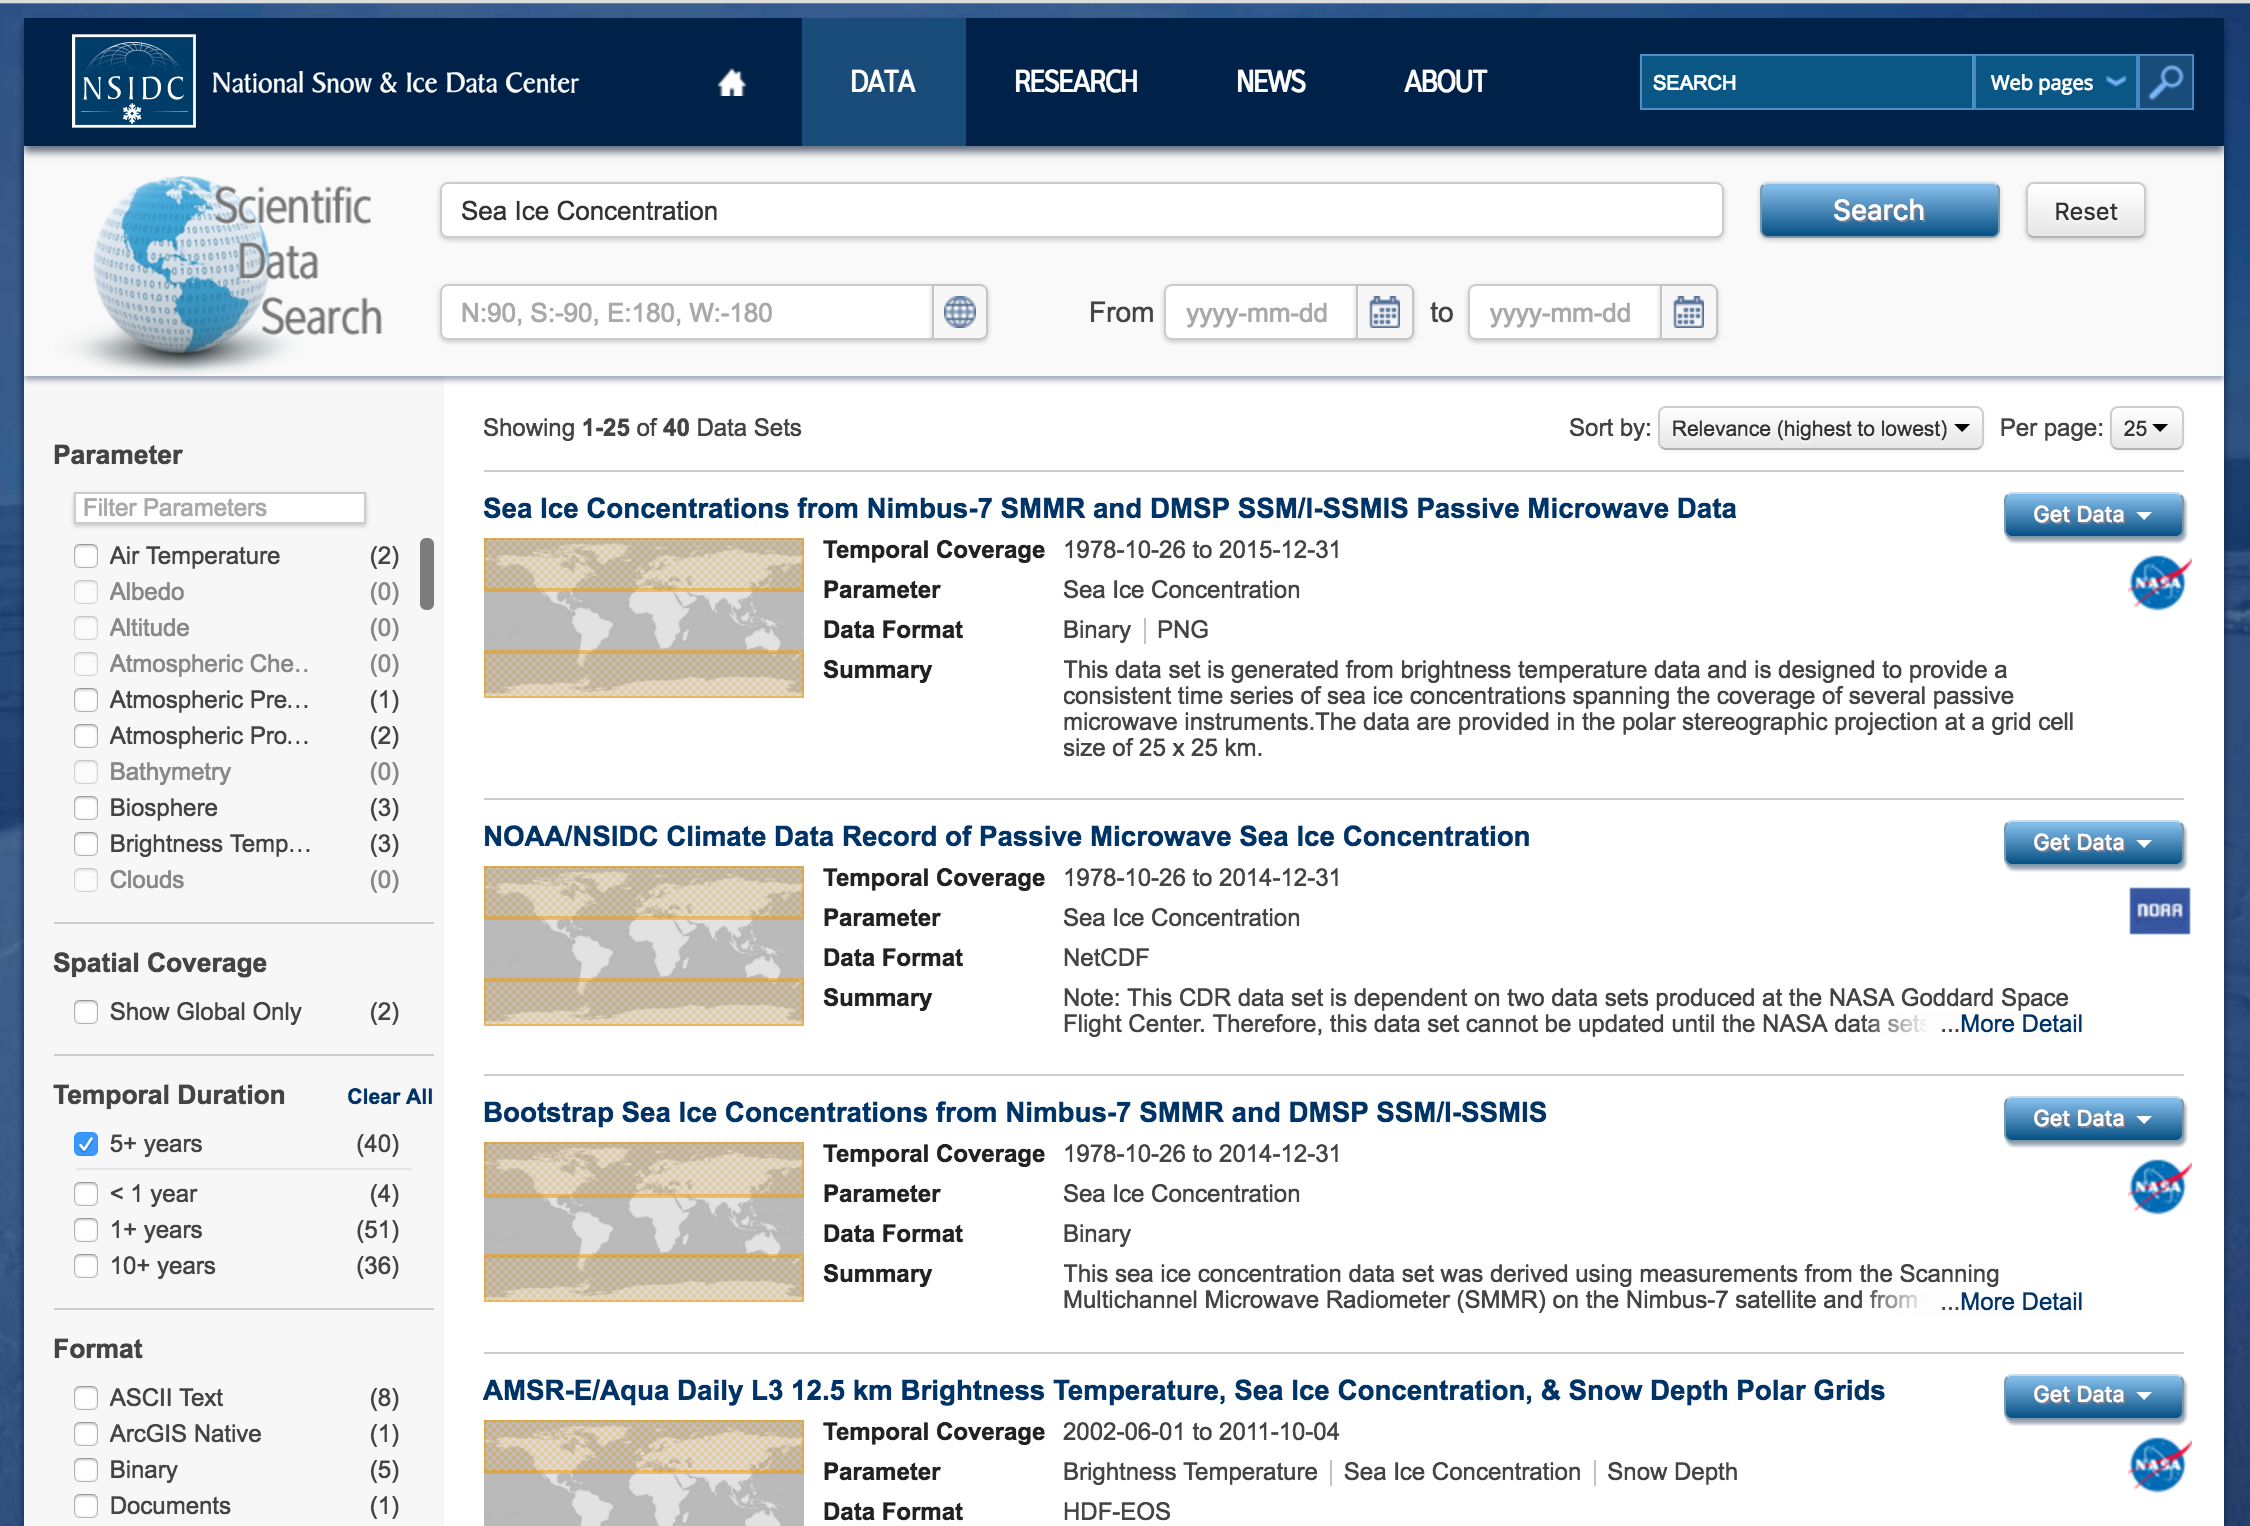 NSIDC
National Snow & Ice Data Center
DATA
RESEARCH
NEWS
ABOUT
SEARCH
Web pages
Scientific
Data
Search
Sea Ice Concentration
Search
Reset
N:90, S:-90, E:180, W:-180
From yyyy-mm-dd to yyyy-mm-dd
Parameter
Filter Parameters
Air Temperature (2)
Albedo (0)
Altitude (0)
Atmospheric Che.. (0)
Atmospheric Pre... (1)
Atmospheric Pro... (2)
Bathymetry (0)
Biosphere (3)
Brightness Temp... (3)
Clouds (0)
Spatial Coverage
Show Global Only (2)
Temporal Duration Clear All
5+ years (40)
< 1 year (4)
1+ years (51)
10+ years (36)
Format
ASCII Text (8)
ArcGIS Native (1)
Binary (5)
Documents (1)
Showing 1-25 of 40 Data Sets
Sort by: Relevance (highest to lowest) Per page: 25
Sea Ice Concentrations from Nimbus-7 SMMR and DMSP SSM/I-SSMIS Passive Microwave Data
Get Data
NASA
Temporal Coverage 1978-10-26 to 2015-12-31
Parameter Sea Ice Concentration
Data Format Binary | PNG
Summary This data set is generated from brightness temperature data and is designed to provide a
consistent time series of sea ice concentrations spanning the coverage of several passive
microwave instruments.The data are provided in the polar stereographic projection at a grid cell
size of 25 x 25 km.
NOAA/NSIDC Climate Data Record of Passive Microwave Sea Ice Concentration
Get Data
NOAA
Temporal Coverage 1978-10-26 to 2014-12-31
Parameter Sea Ice Concentration
Data Format NetCDF
Summary Note: This CDR data set is dependent on two data sets produced at the NASA Goddard Space
Flight Center. Therefore, this data set cannot be updated until the NASA data sets ...More Detail
Bootstrap Sea Ice Concentrations from Nimbus-7 SMMR and DMSP SSM/I-SSMIS
Get Data
NASA
Temporal Coverage 1978-10-26 to 2014-12-31
Parameter Sea Ice Concentration
Data Format Binary
Summary This sea ice concentration data set was derived using measurements from the Scanning
Multichannel Microwave Radiometer (SMMR) on the Nimbus-7 satellite and from ...More Detail
AMSR-E/Aqua Daily L3 12.5 km Brightness Temperature, Sea Ice Concentration, & Snow Depth Polar Grids
Get Data
NASA
Temporal Coverage 2002-06-01 to 2011-10-04
Parameter Brightness Temperature | Sea Ice Concentration | Snow Depth
Data Format HDF-EOS